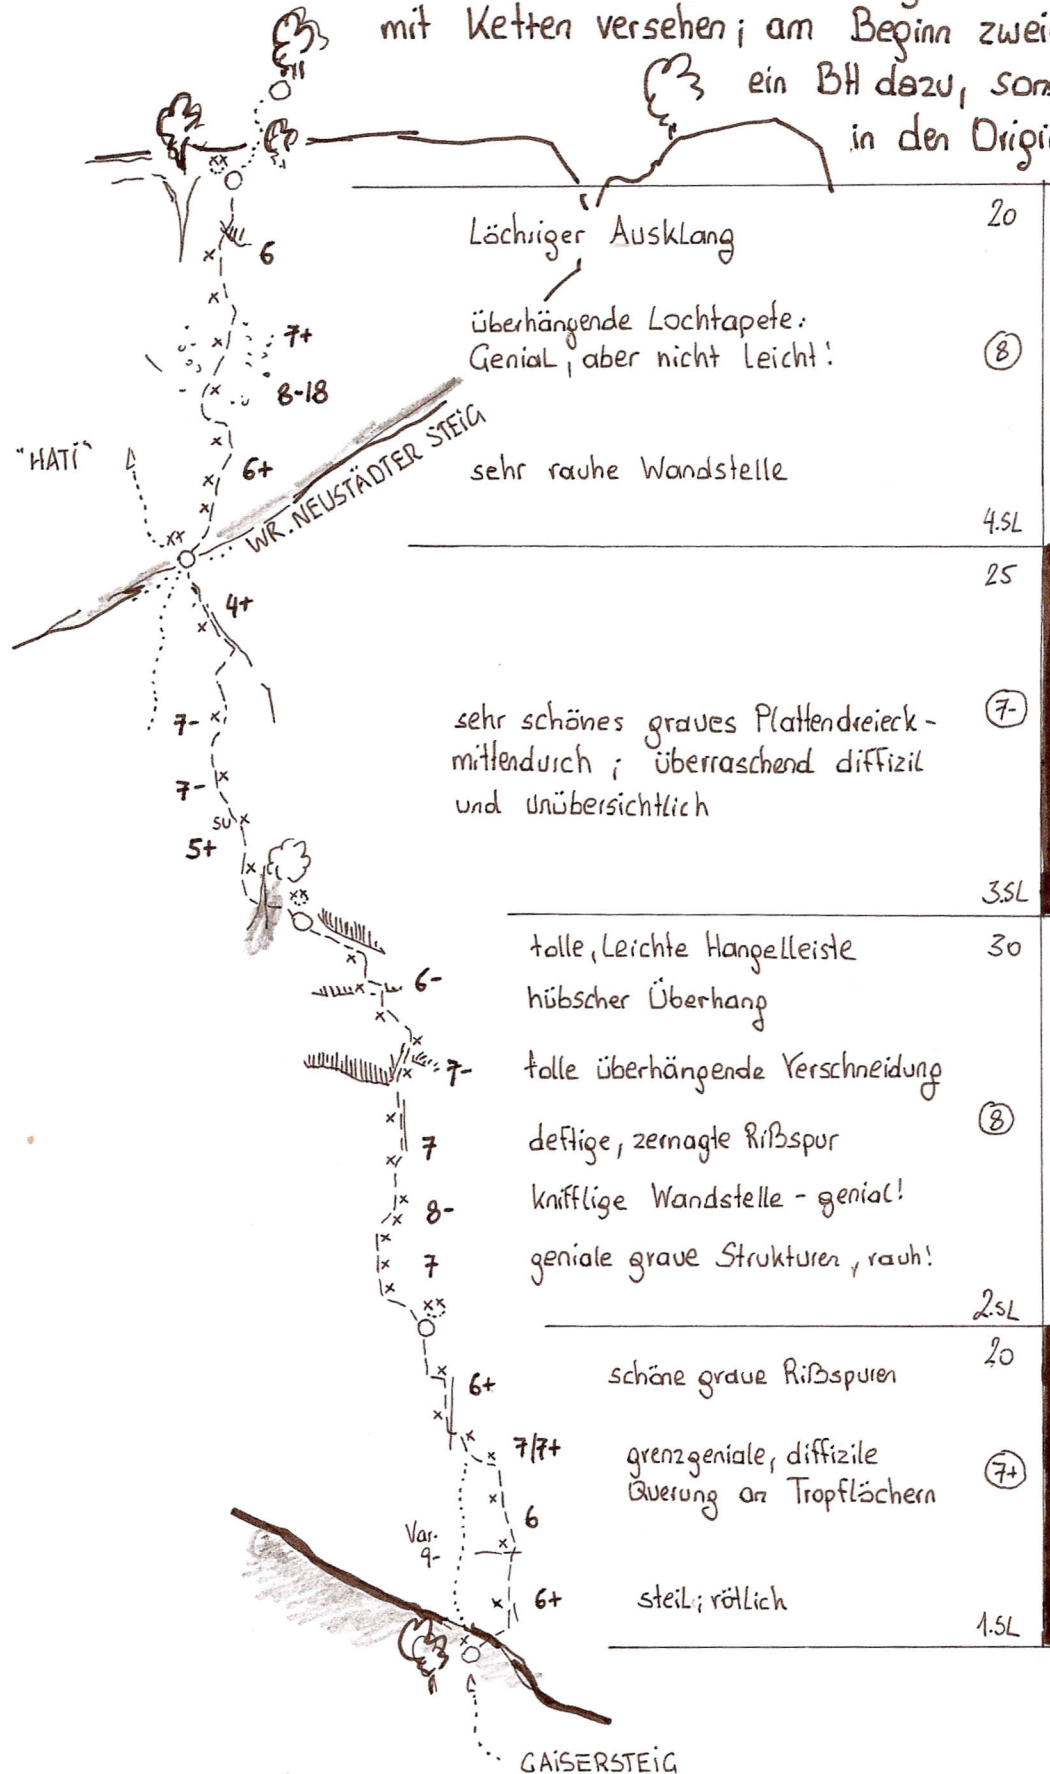 mit Ketten versehen; am Beginn zwei
ein BH dazu, son
in den Origi
20
Löchriger Ausklang
6
überhängende Lochtapete:
Genial, aber nicht leicht!
7+
8
8-/8
"HATI"
6+
WR. NEUSTÄDTER STEIG
sehr rauhe Wandstelle
4.SL
25
4+
7-
sehr schönes graues Plattendreieck -
mittendurch; überraschend diffizil
und unübersichtlich
7-
7-
SU
5+
3.SL
tolle, leichte Hangelleiste
30
6-
hübscher Überhang
7-
tolle überhängende Verschneidung
8
7
deftige, zernagte Rißspur
8-
knifflige Wandstelle - genial!
7
geniale graue Strukturen, rauh!
2.SL
20
6+
schöne graue Rißspuren
7/7+
grenzgeniale, diffizile
Querung an Tropflöchern
7+
6
Var.
9-
6+
steil; rötlich
1.SL
GAISERSTEIG